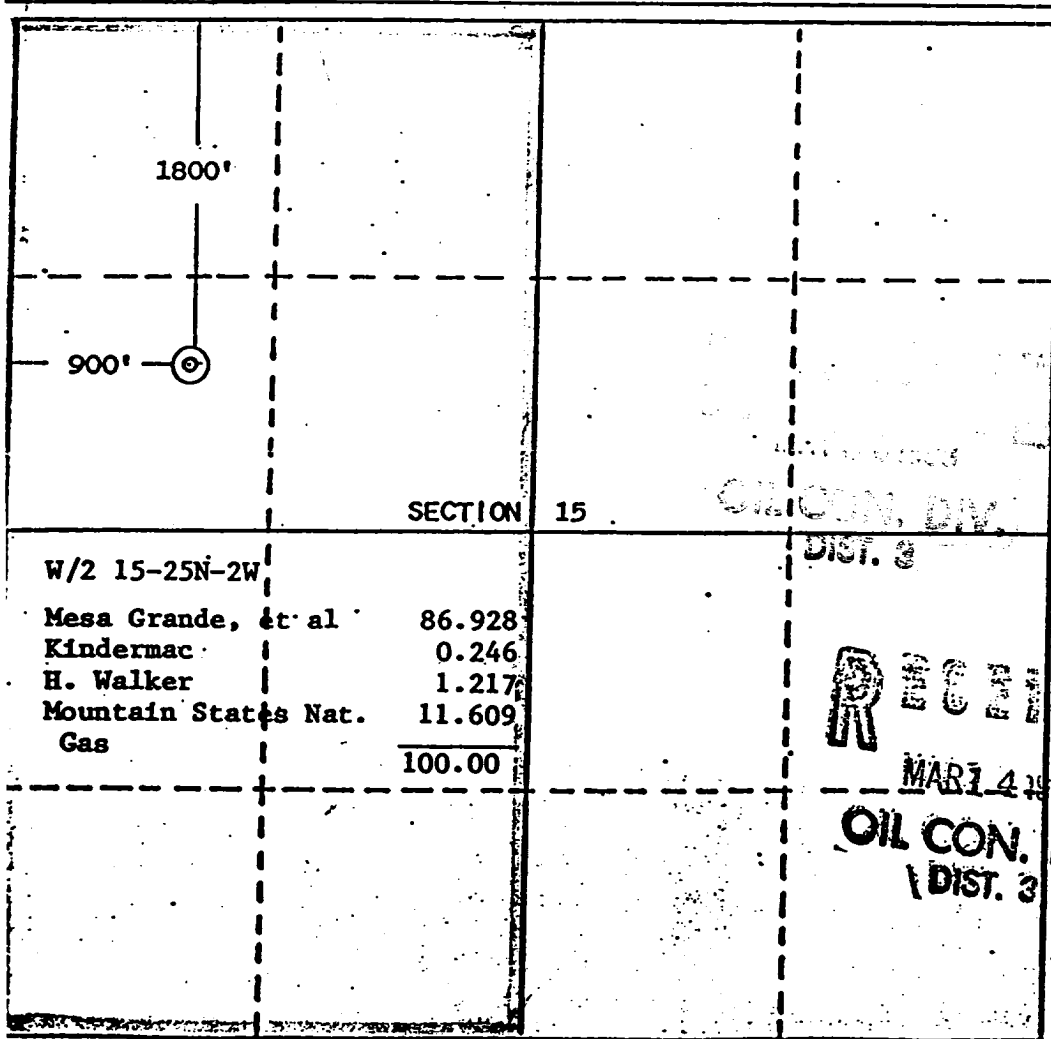 1800'
900'
SECTION 15
OIL CON. DIV.
DIST. 3
W/2 15-25N-2W
Mesa Grande, et al 86.928
Kindermac 0.246
H. Walker 1.217
Mountain States Nat. 11.609
Gas
100.00
MAR 14
OIL CON.
DIST. 3